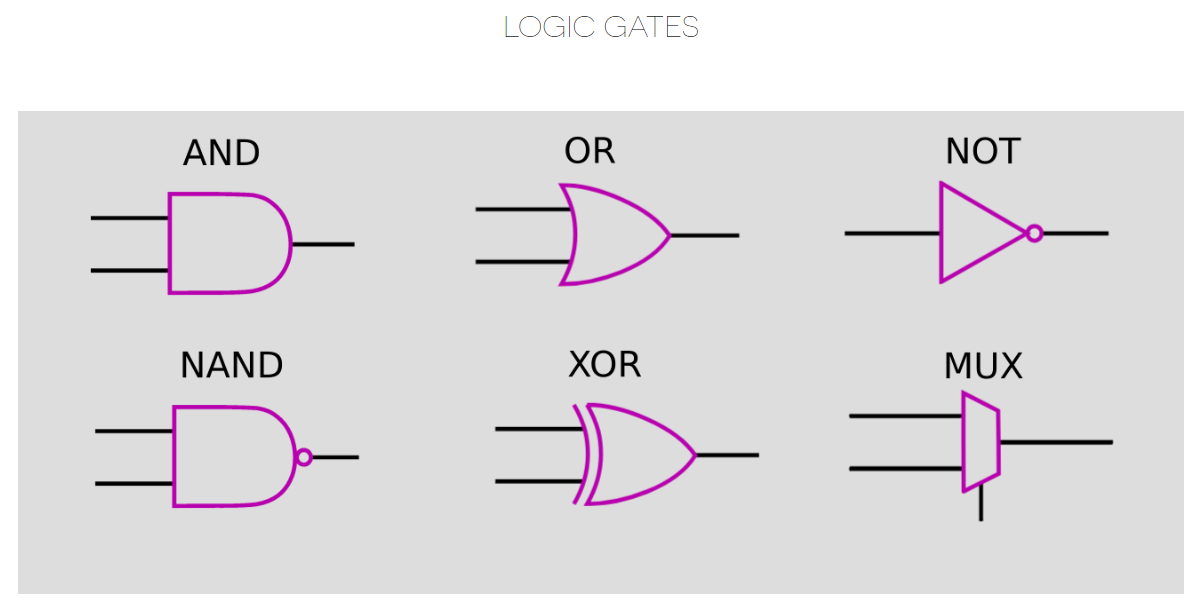 LOGIC GATES
AND
OR
NOT
NAND
XOR
MUX